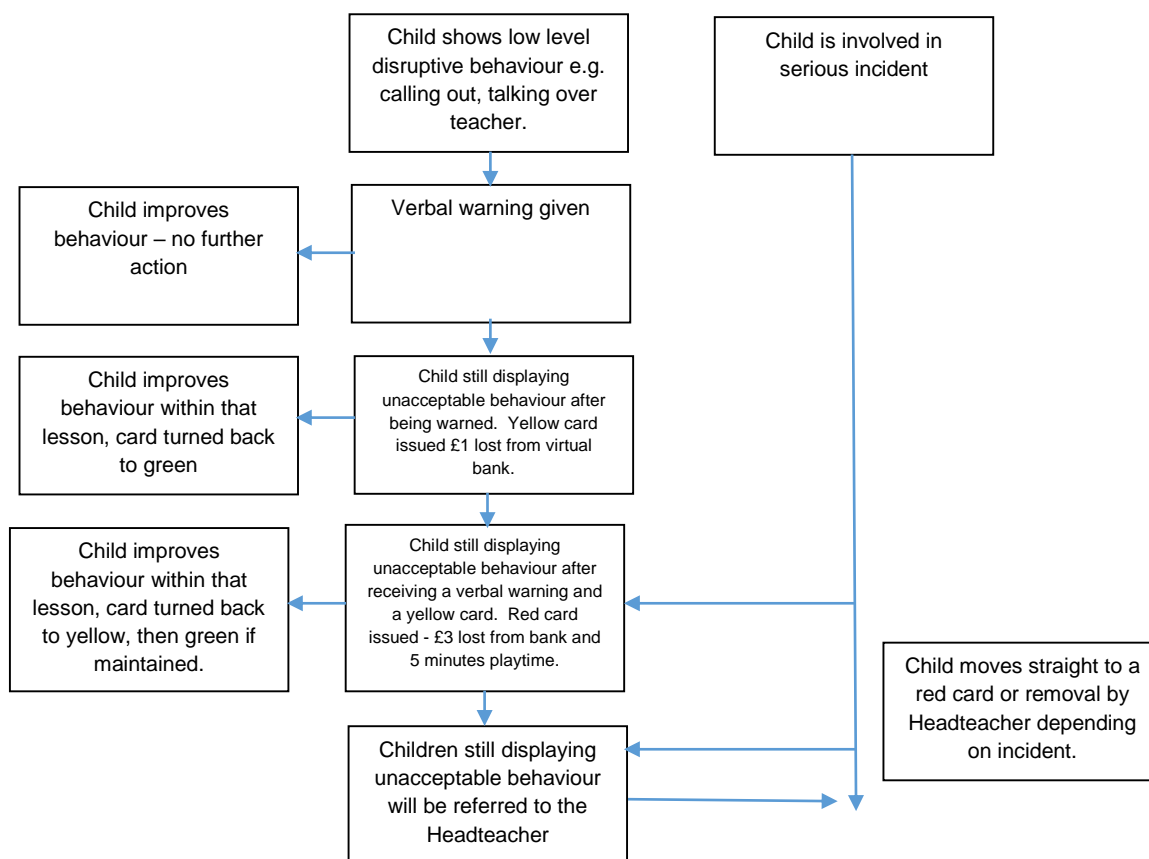 Child shows low level
disruptive behaviour e.g.
calling out, talking over
teacher.
Child is involved in
serious incident
Child improves
behaviour – no further
action
Verbal warning given
Child improves
behaviour within that
lesson, card turned back
to green
Child still displaying
unacceptable behaviour after
being warned.  Yellow card
issued £1 lost from virtual
bank.
Child improves
behaviour within that
lesson, card turned back
to yellow, then green if
maintained.
Child still displaying
unacceptable behaviour after
receiving a verbal warning and
a yellow card.  Red card
issued - £3 lost from bank and
5 minutes playtime.
Child moves straight to a
red card or removal by
Headteacher depending
on incident.
Children still displaying
unacceptable behaviour
will be referred to the
Headteacher